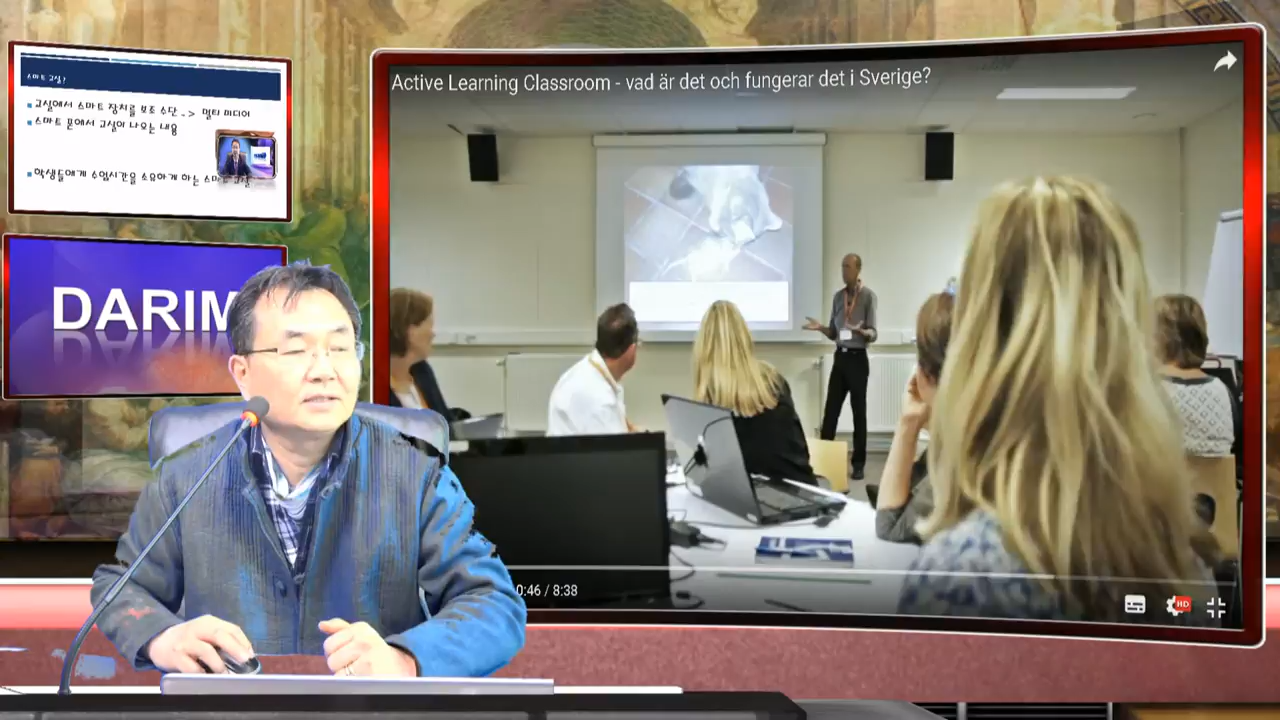 스마트 교실?
교실에서 스마트 장치를 보조 수단 -> 멀티 미디어
스마트 폰에서 교실이 나오는 내용
학생들에게 수업시간을 소요하게 하는 스마트 교실
DARIM
Active Learning Classroom - vad är det och fungerar det i Sverige?
0:46 / 8:38
HD